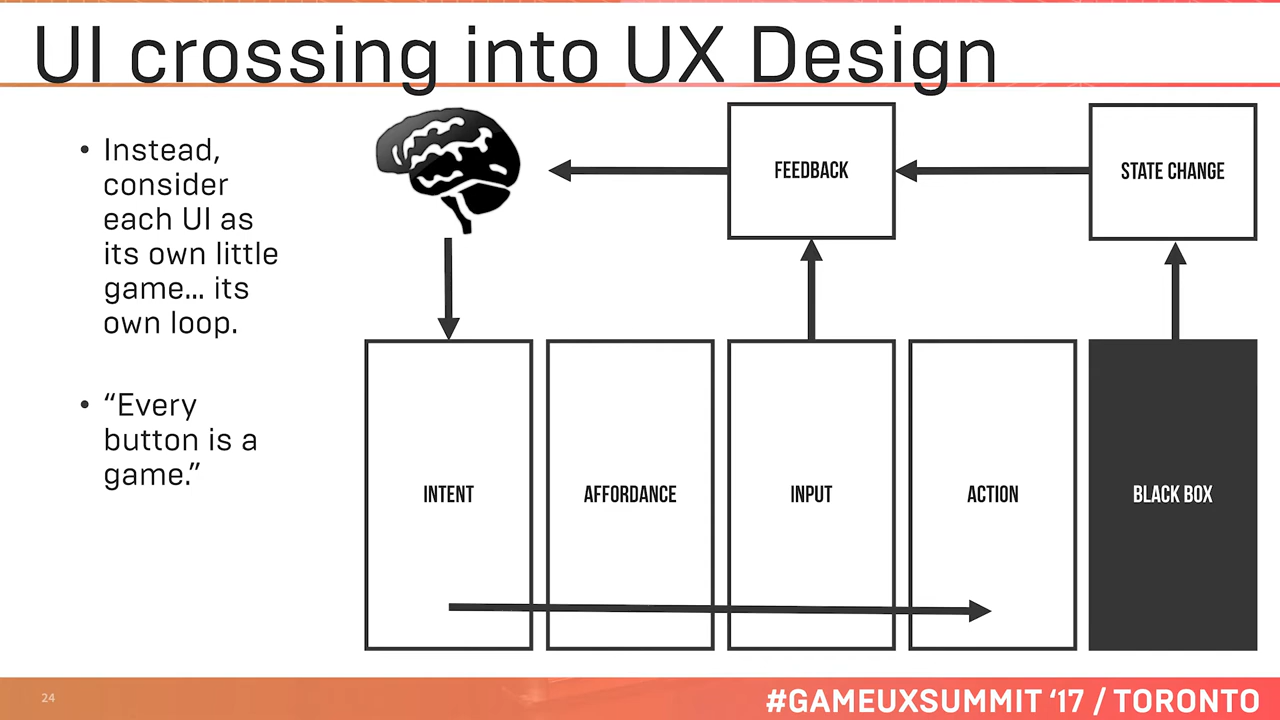 UI crossing into UX Design
• Instead,
consider
each UI as
its own little
game... its
own loop.
• “Every
button is a
game.”
FEEDBACK
STATE CHANGE
INTENT
AFFORDANCE
INPUT
ACTION
BLACK BOX
24
#GAMEUXSUMMIT ‘17 / TORONTO